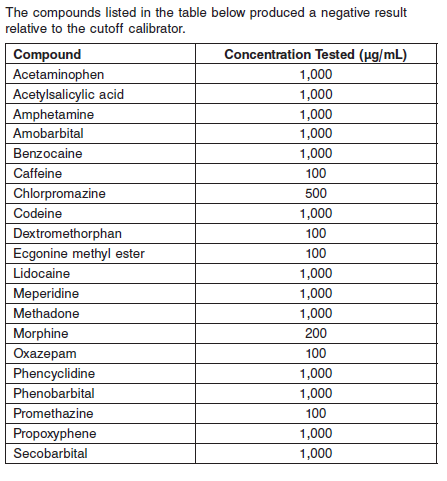 The compounds listed in the table below produced a negative result
relative to the cutoff calibrator.
Compound Concentration Tested (µg/mL)
Acetaminophen 1,000
Acetylsalicylic acid 1,000
Amphetamine 1,000
Amobarbital 1,000
Benzocaine 1,000
Caffeine 100
Chlorpromazine 500
Codeine 1,000
Dextromethorphan 100
Ecgonine methyl ester 100
Lidocaine 1,000
Meperidine 1,000
Methadone 1,000
Morphine 200
Oxazepam 100
Phencyclidine 1,000
Phenobarbital 1,000
Promethazine 100
Propoxyphene 1,000
Secobarbital 1,000